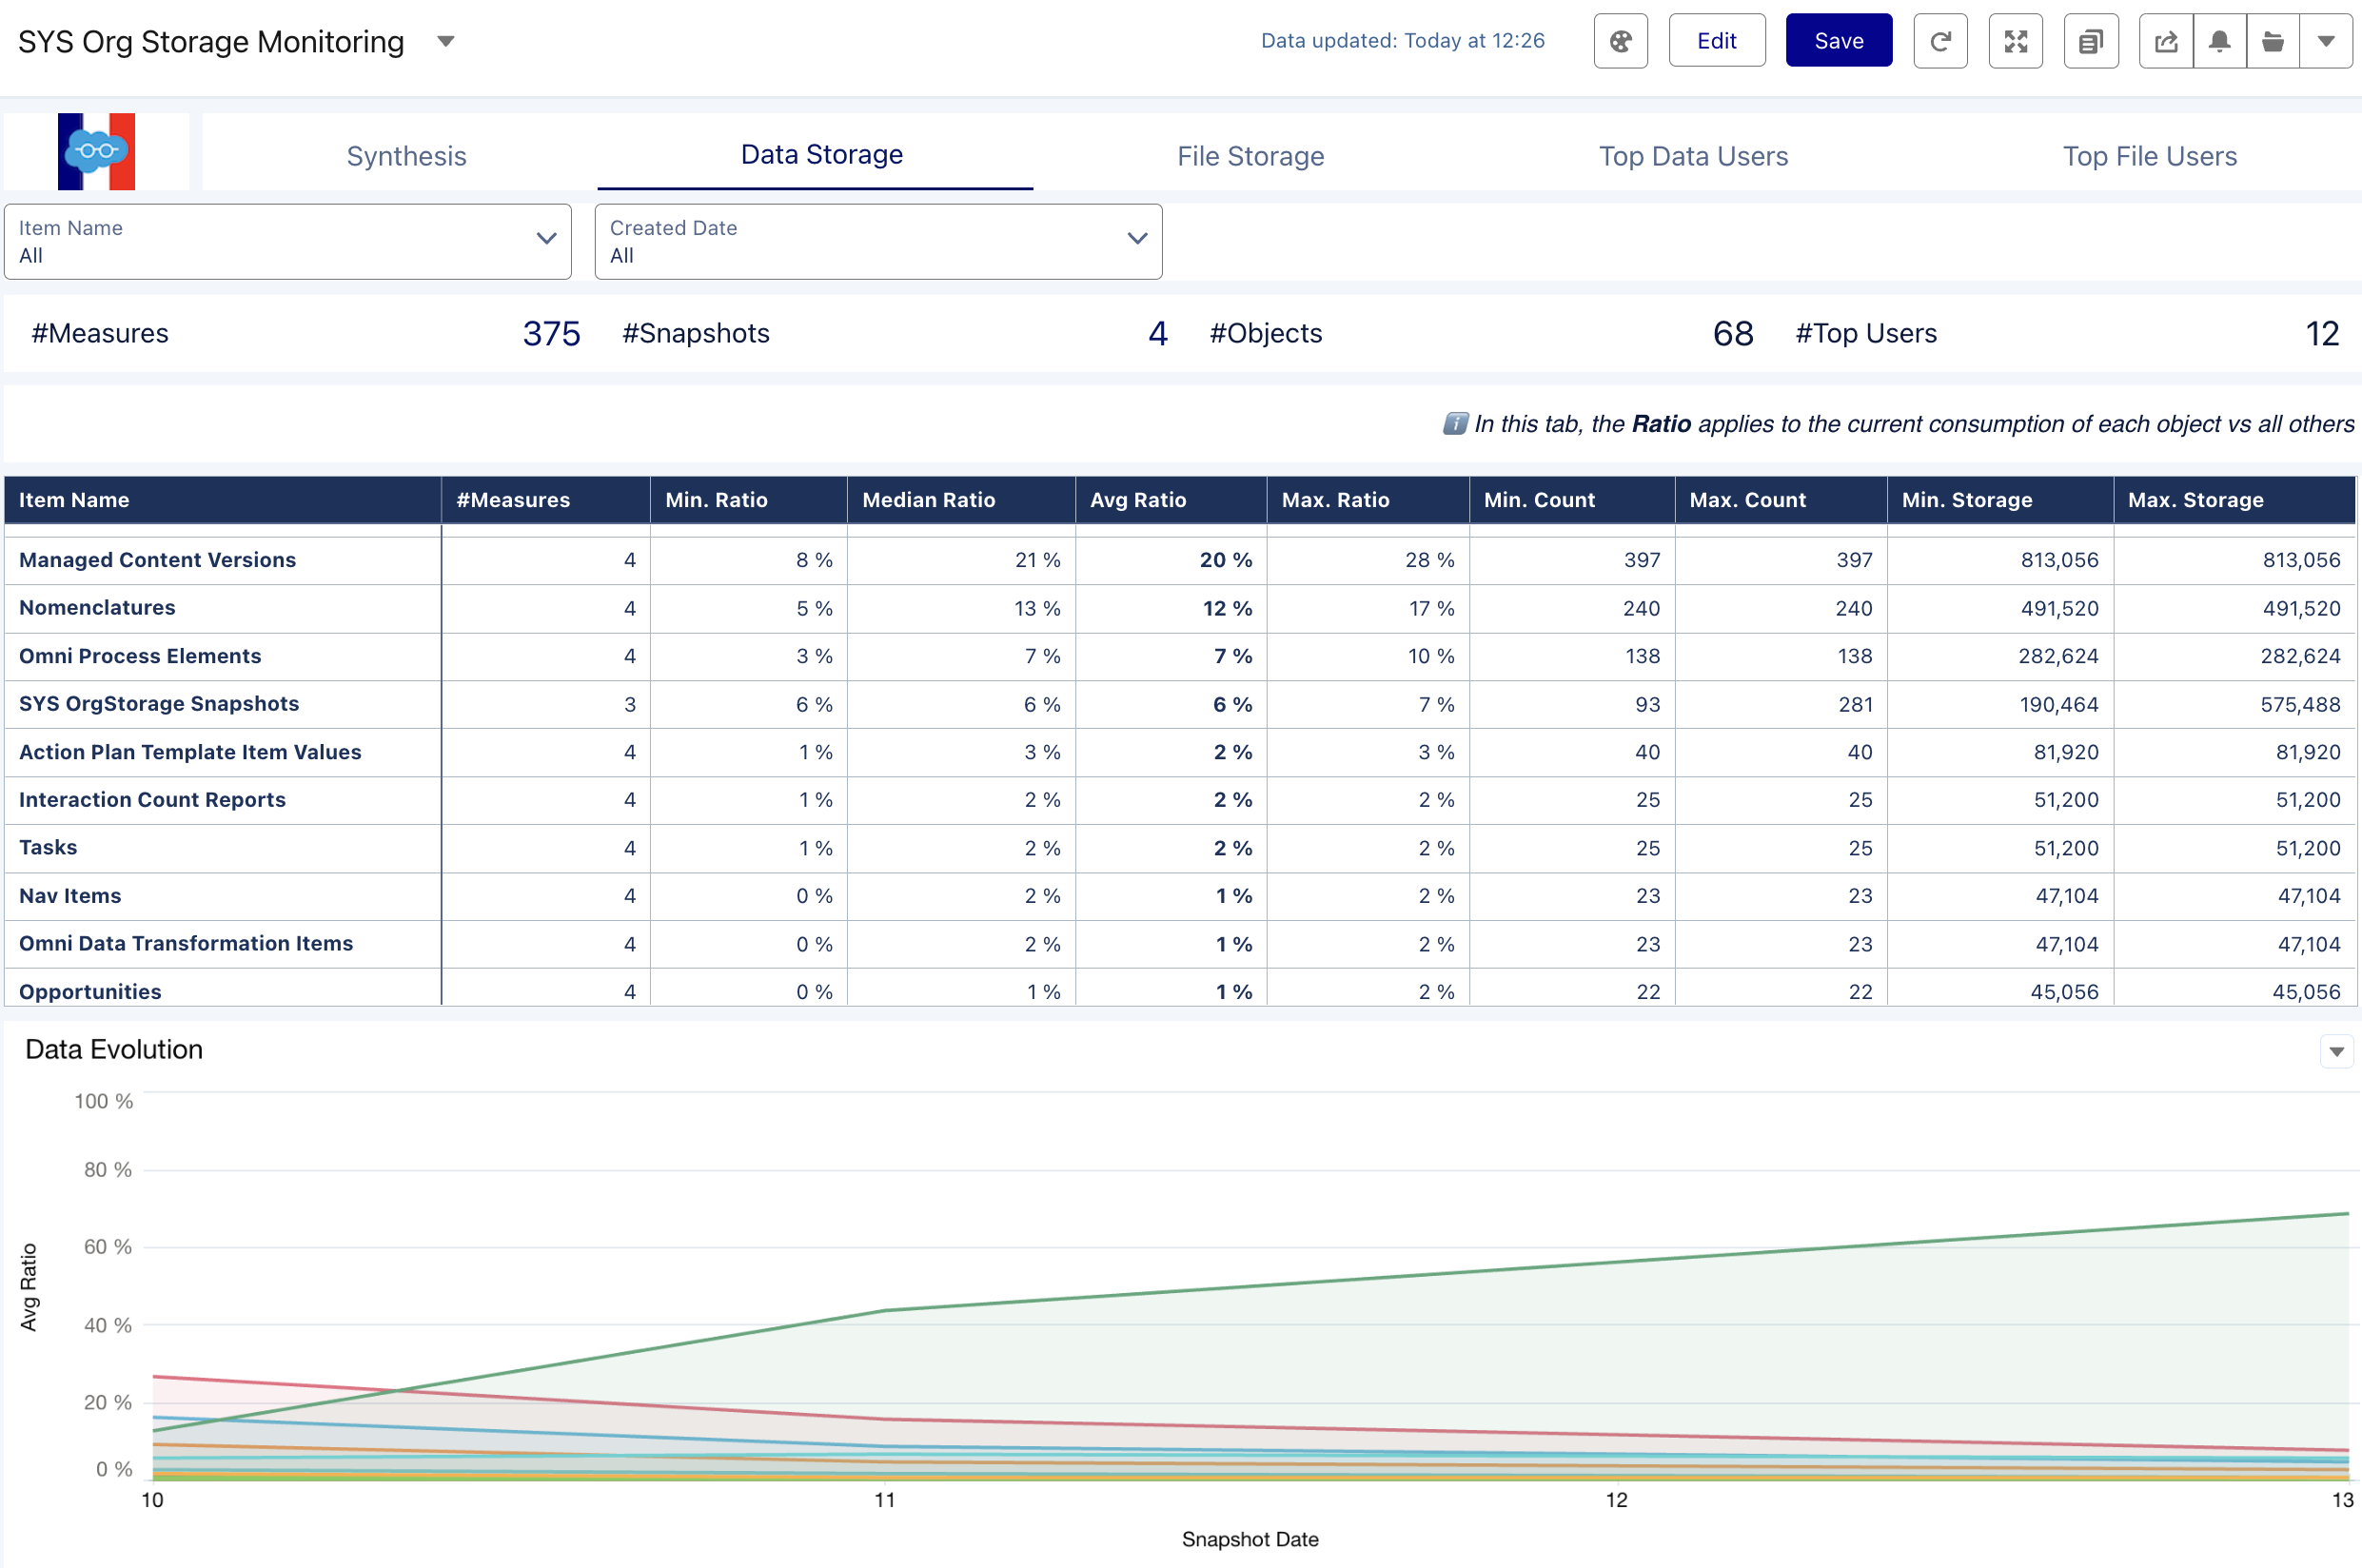 SYS Org Storage Monitoring
Data updated: Today at 12:26
Edit
Save
Synthesis
Data Storage
File Storage
Top Data Users
Top File Users
Item Name
All
Created Date
All
#Measures 375 #Snapshots 4 #Objects 68 #Top Users 12
i In this tab, the Ratio applies to the current consumption of each object vs all others
Item Name #Measures Min. Ratio Median Ratio Avg Ratio Max. Ratio Min. Count Max. Count Min. Storage Max. Storage
Managed Content Versions 4 8 % 21 % 20 % 28 % 397 397 813,056 813,056
Nomenclatures 4 5 % 13 % 12 % 17 % 240 240 491,520 491,520
Omni Process Elements 4 3 % 7 % 7 % 10 % 138 138 282,624 282,624
SYS OrgStorage Snapshots 3 6 % 6 % 6 % 7 % 93 281 190,464 575,488
Action Plan Template Item Values 4 1 % 3 % 2 % 3 % 40 40 81,920 81,920
Interaction Count Reports 4 1 % 2 % 2 % 2 % 25 25 51,200 51,200
Tasks 4 1 % 2 % 2 % 2 % 25 25 51,200 51,200
Nav Items 4 0 % 2 % 1 % 2 % 23 23 47,104 47,104
Omni Data Transformation Items 4 0 % 2 % 1 % 2 % 23 23 47,104 47,104
Opportunities 4 0 % 1 % 1 % 2 % 22 22 45,056 45,056
Data Evolution
100 %
80 %
60 %
40 %
20 %
0 %
Avg Ratio
10 11 12 13
Snapshot Date